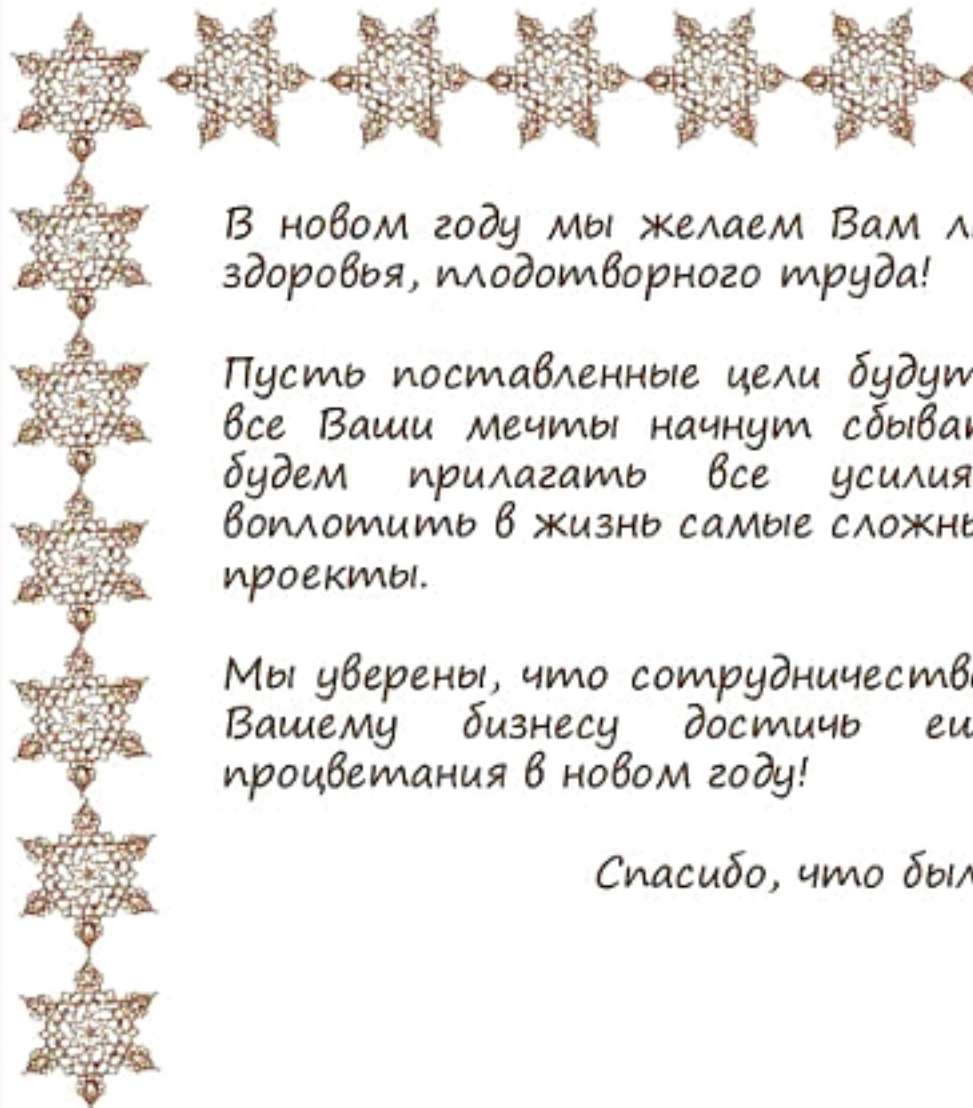 В новом году мы желаем Вам
здоровья, плодотворного труда!
Пусть поставленные цели будут
все Ваши мечты начнут
будем прилагать все усилия
воплотить в жизнь самые
проекты.
Мы уверены, что
Вашему бизнесу достичь
процветания в новом году!
Спасибо, что